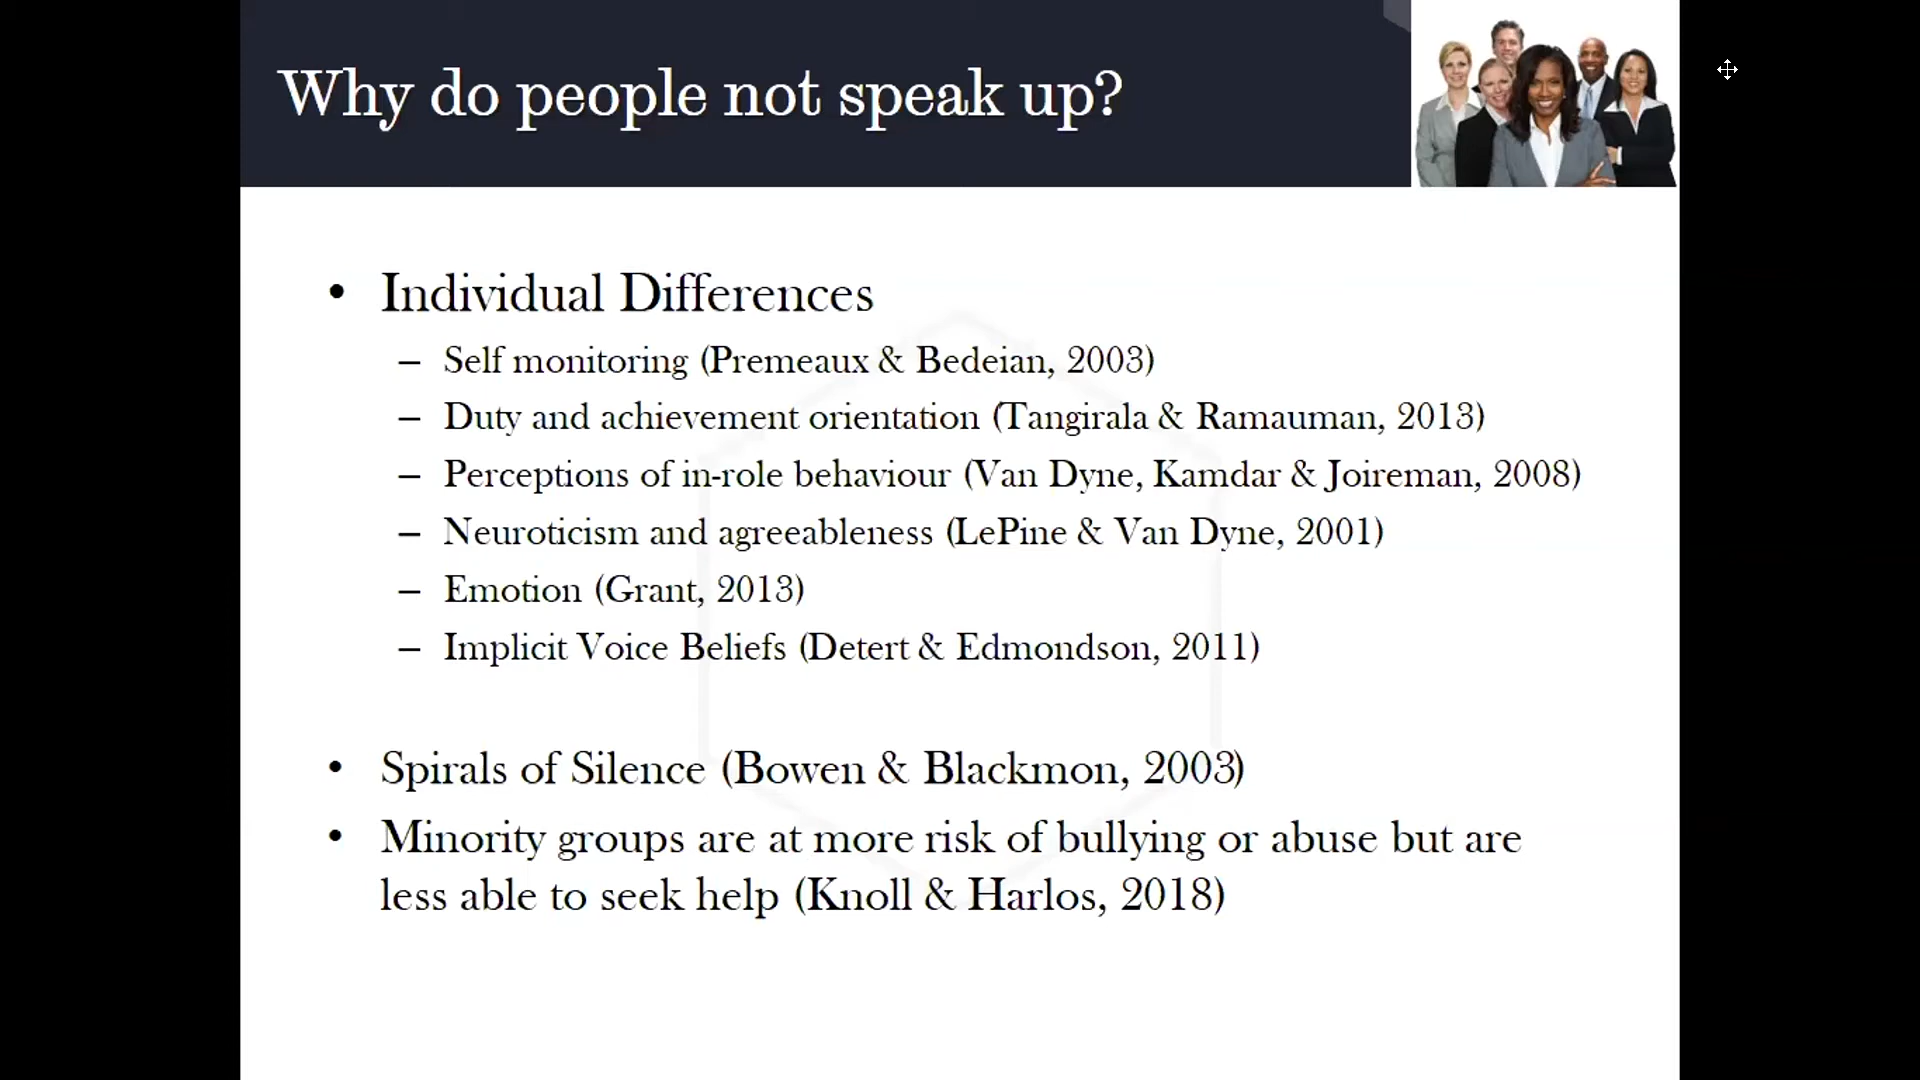 Why do people not speak up?
• Individual Differences
– Self monitoring (Premeaux & Bedeian, 2003)
– Duty and achievement orientation (Tangirala & Ramauman, 2013)
– Perceptions of in-role behaviour (Van Dyne, Kamdar & Joireman, 2008)
– Neuroticism and agreeableness (LePine & Van Dyne, 2001)
– Emotion (Grant, 2013)
– Implicit Voice Beliefs (Detert & Edmondson, 2011)
• Spirals of Silence (Bowen & Blackmon, 2003)
• Minority groups are at more risk of bullying or abuse but are
less able to seek help (Knoll & Harlos, 2018)